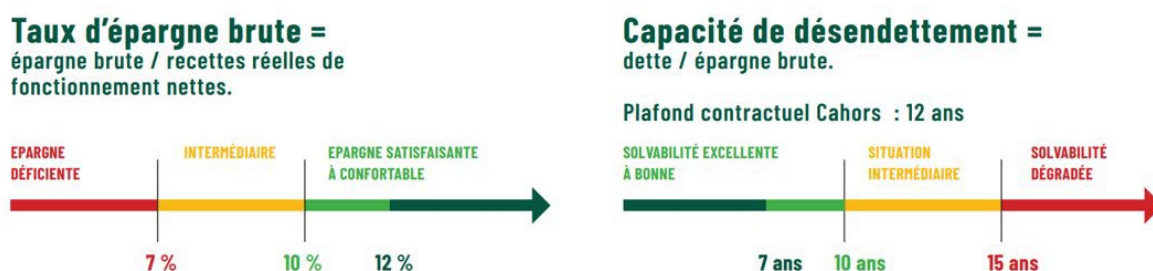 Taux d'épargne brute =
épargne brute / recettes réelles de
fonctionnement nettes.
EPARGNE
DÉFICIENTE
INTERMÉDIAIRE
EPARGNE SATISFAISANTE
À CONFORTABLE
7 %
10 %
12 %
Capacité de désendettement =
dette / épargne brute.
Plafond contractuel Cahors : 12 ans
SOLVABILITÉ EXCELLENTE
À BONNE
SITUATION
INTERMÉDIAIRE
SOLVABILITÉ
DÉGRADÉE
7 ans
10 ans
15 ans